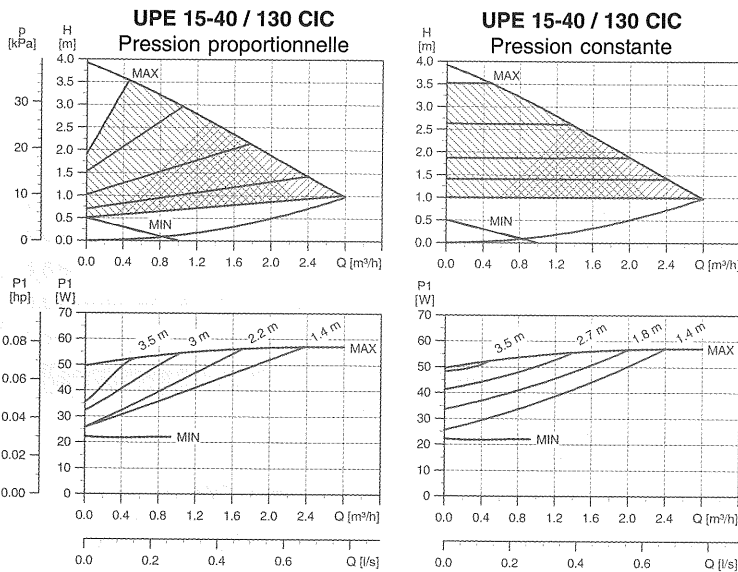 UPE 15-40 / 130 CIC
Pression proportionnelle
p
[kPa]
H
[m]
4.0
3.5
3.0
2.5
2.0
1.5
1.0
0.5
0.0
30
20
10
0
MAX
MIN
0.0 0.4 0.8 1.2 1.6 2.0 2.4 Q [m³/h]
UPE 15-40 / 130 CIC
Pression constante
H
[m]
4.0
3.5
3.0
2.5
2.0
1.5
1.0
0.5
0.0
MAX
MIN
0.0 0.4 0.8 1.2 1.6 2.0 2.4 Q [m³/h]
P1
[hp]
P1
[W]
0.08
0.06
0.04
0.02
0.00
70
60
50
40
30
20
10
0
3.5 m 3 m 2.2 m 1.4 m
MAX
MIN
0.0 0.4 0.8 1.2 1.6 2.0 2.4 Q [m³/h]
0.0 0.2 0.4 0.6 Q [l/s]
P1
[W]
70
60
50
40
30
20
10
0
3.5 m 2.7 m 1.8 m 1.4 m
MAX
MIN
0.0 0.4 0.8 1.2 1.6 2.0 2.4 Q [m³/h]
0.0 0.2 0.4 0.6 Q [l/s]